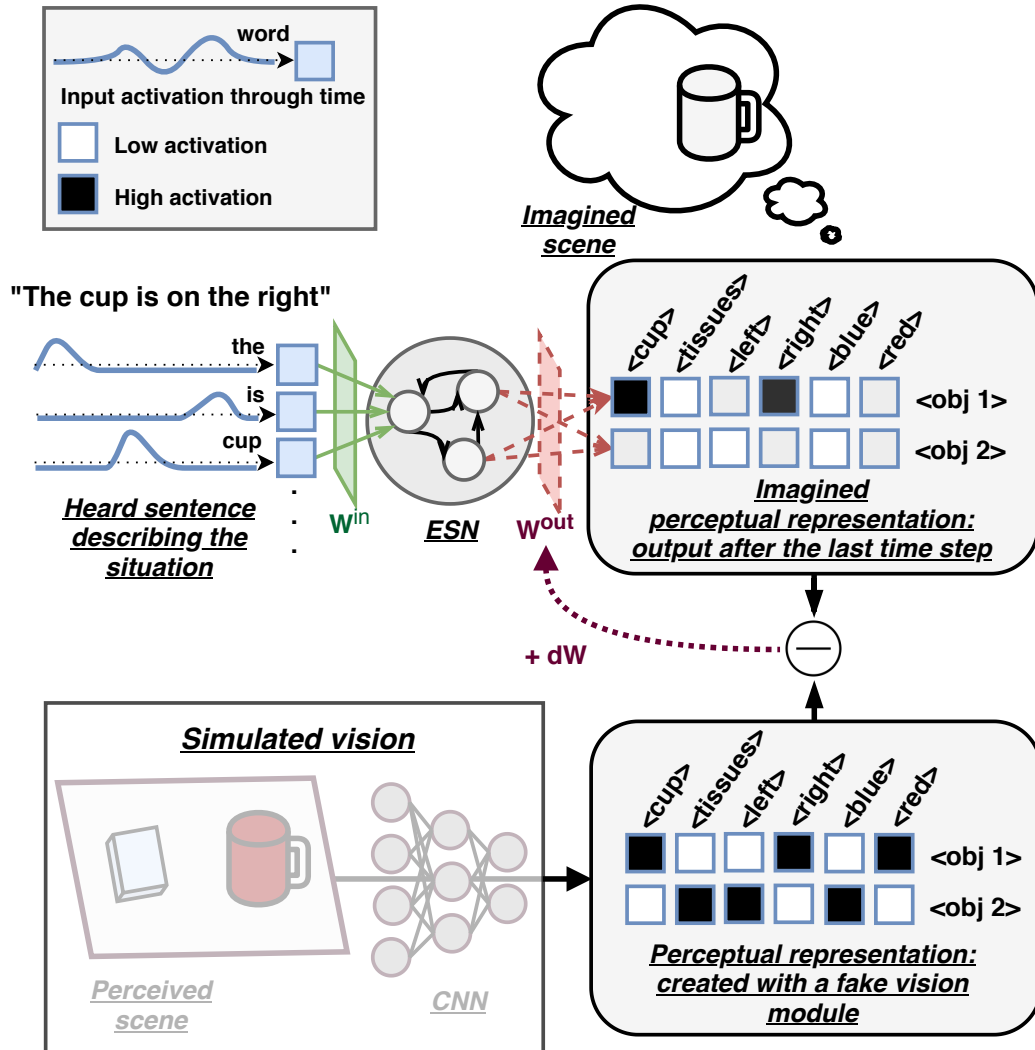 word
Input activation through time
Low activation
High activation
Imagined
scene
"The cup is on the right"
the
is
cup
.
.
.
Heard sentence
describing the
situation
W^in
ESN
W^out
<cup>
<tissues>
<left>
<right>
<blue>
<red>
<obj 1>
<obj 2>
Imagined
perceptual representation:
output after the last time step
+ dW
Simulated vision
Perceived
scene
CNN
<cup>
<tissues>
<left>
<right>
<blue>
<red>
<obj 1>
<obj 2>
Perceptual representation:
created with a fake vision
module